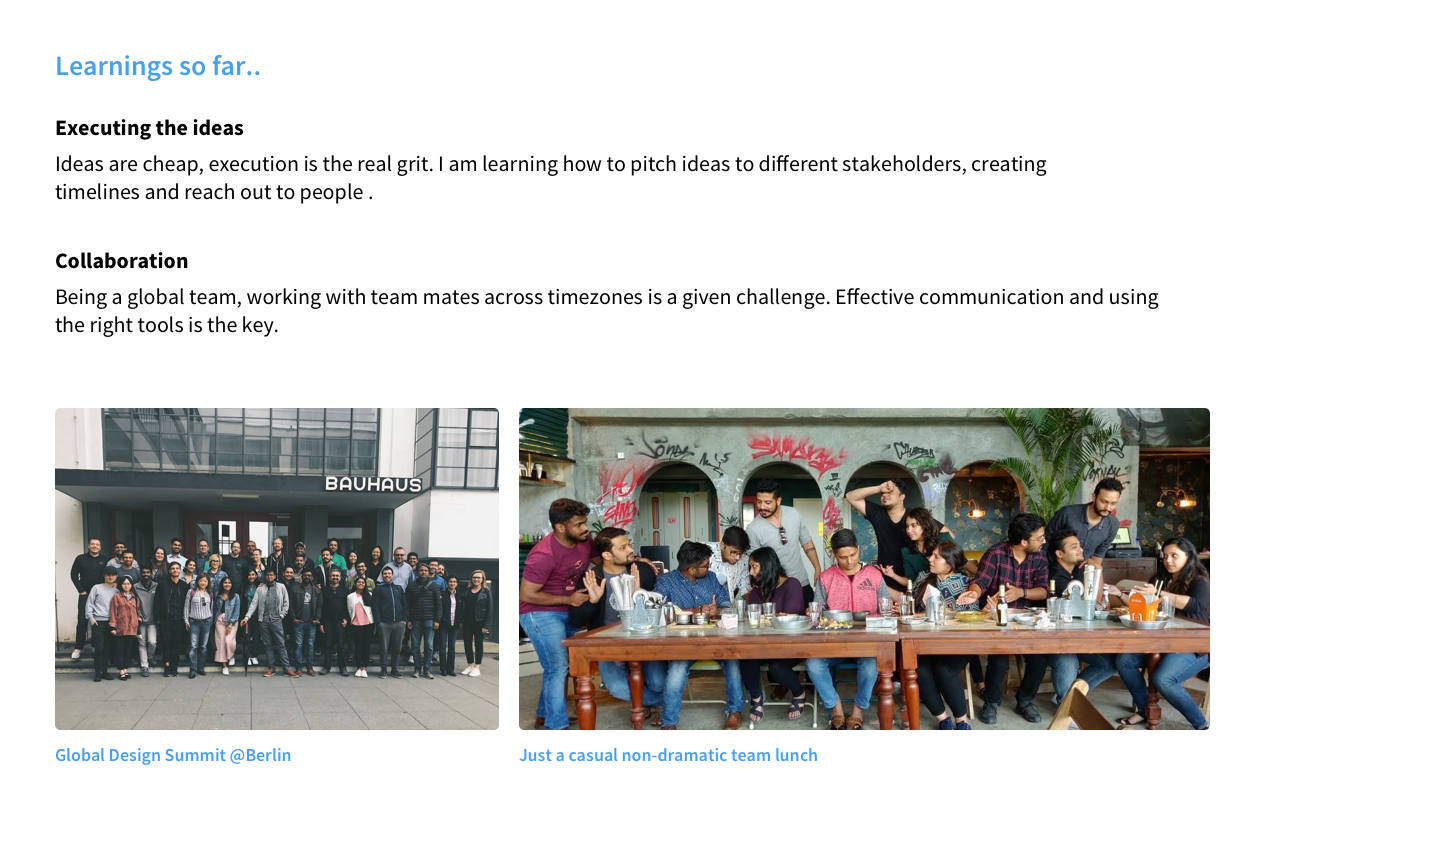 Learnings so far..
Executing the ideas
Ideas are cheap, execution is the real grit. I am learning how to pitch ideas to different stakeholders, creating
timelines and reach out to people .
Collaboration
Being a global team, working with team mates across timezones is a given challenge. Effective communication and using
the right tools is the key.
BAUHAUS
Global Design Summit @Berlin
Just a casual non-dramatic team lunch